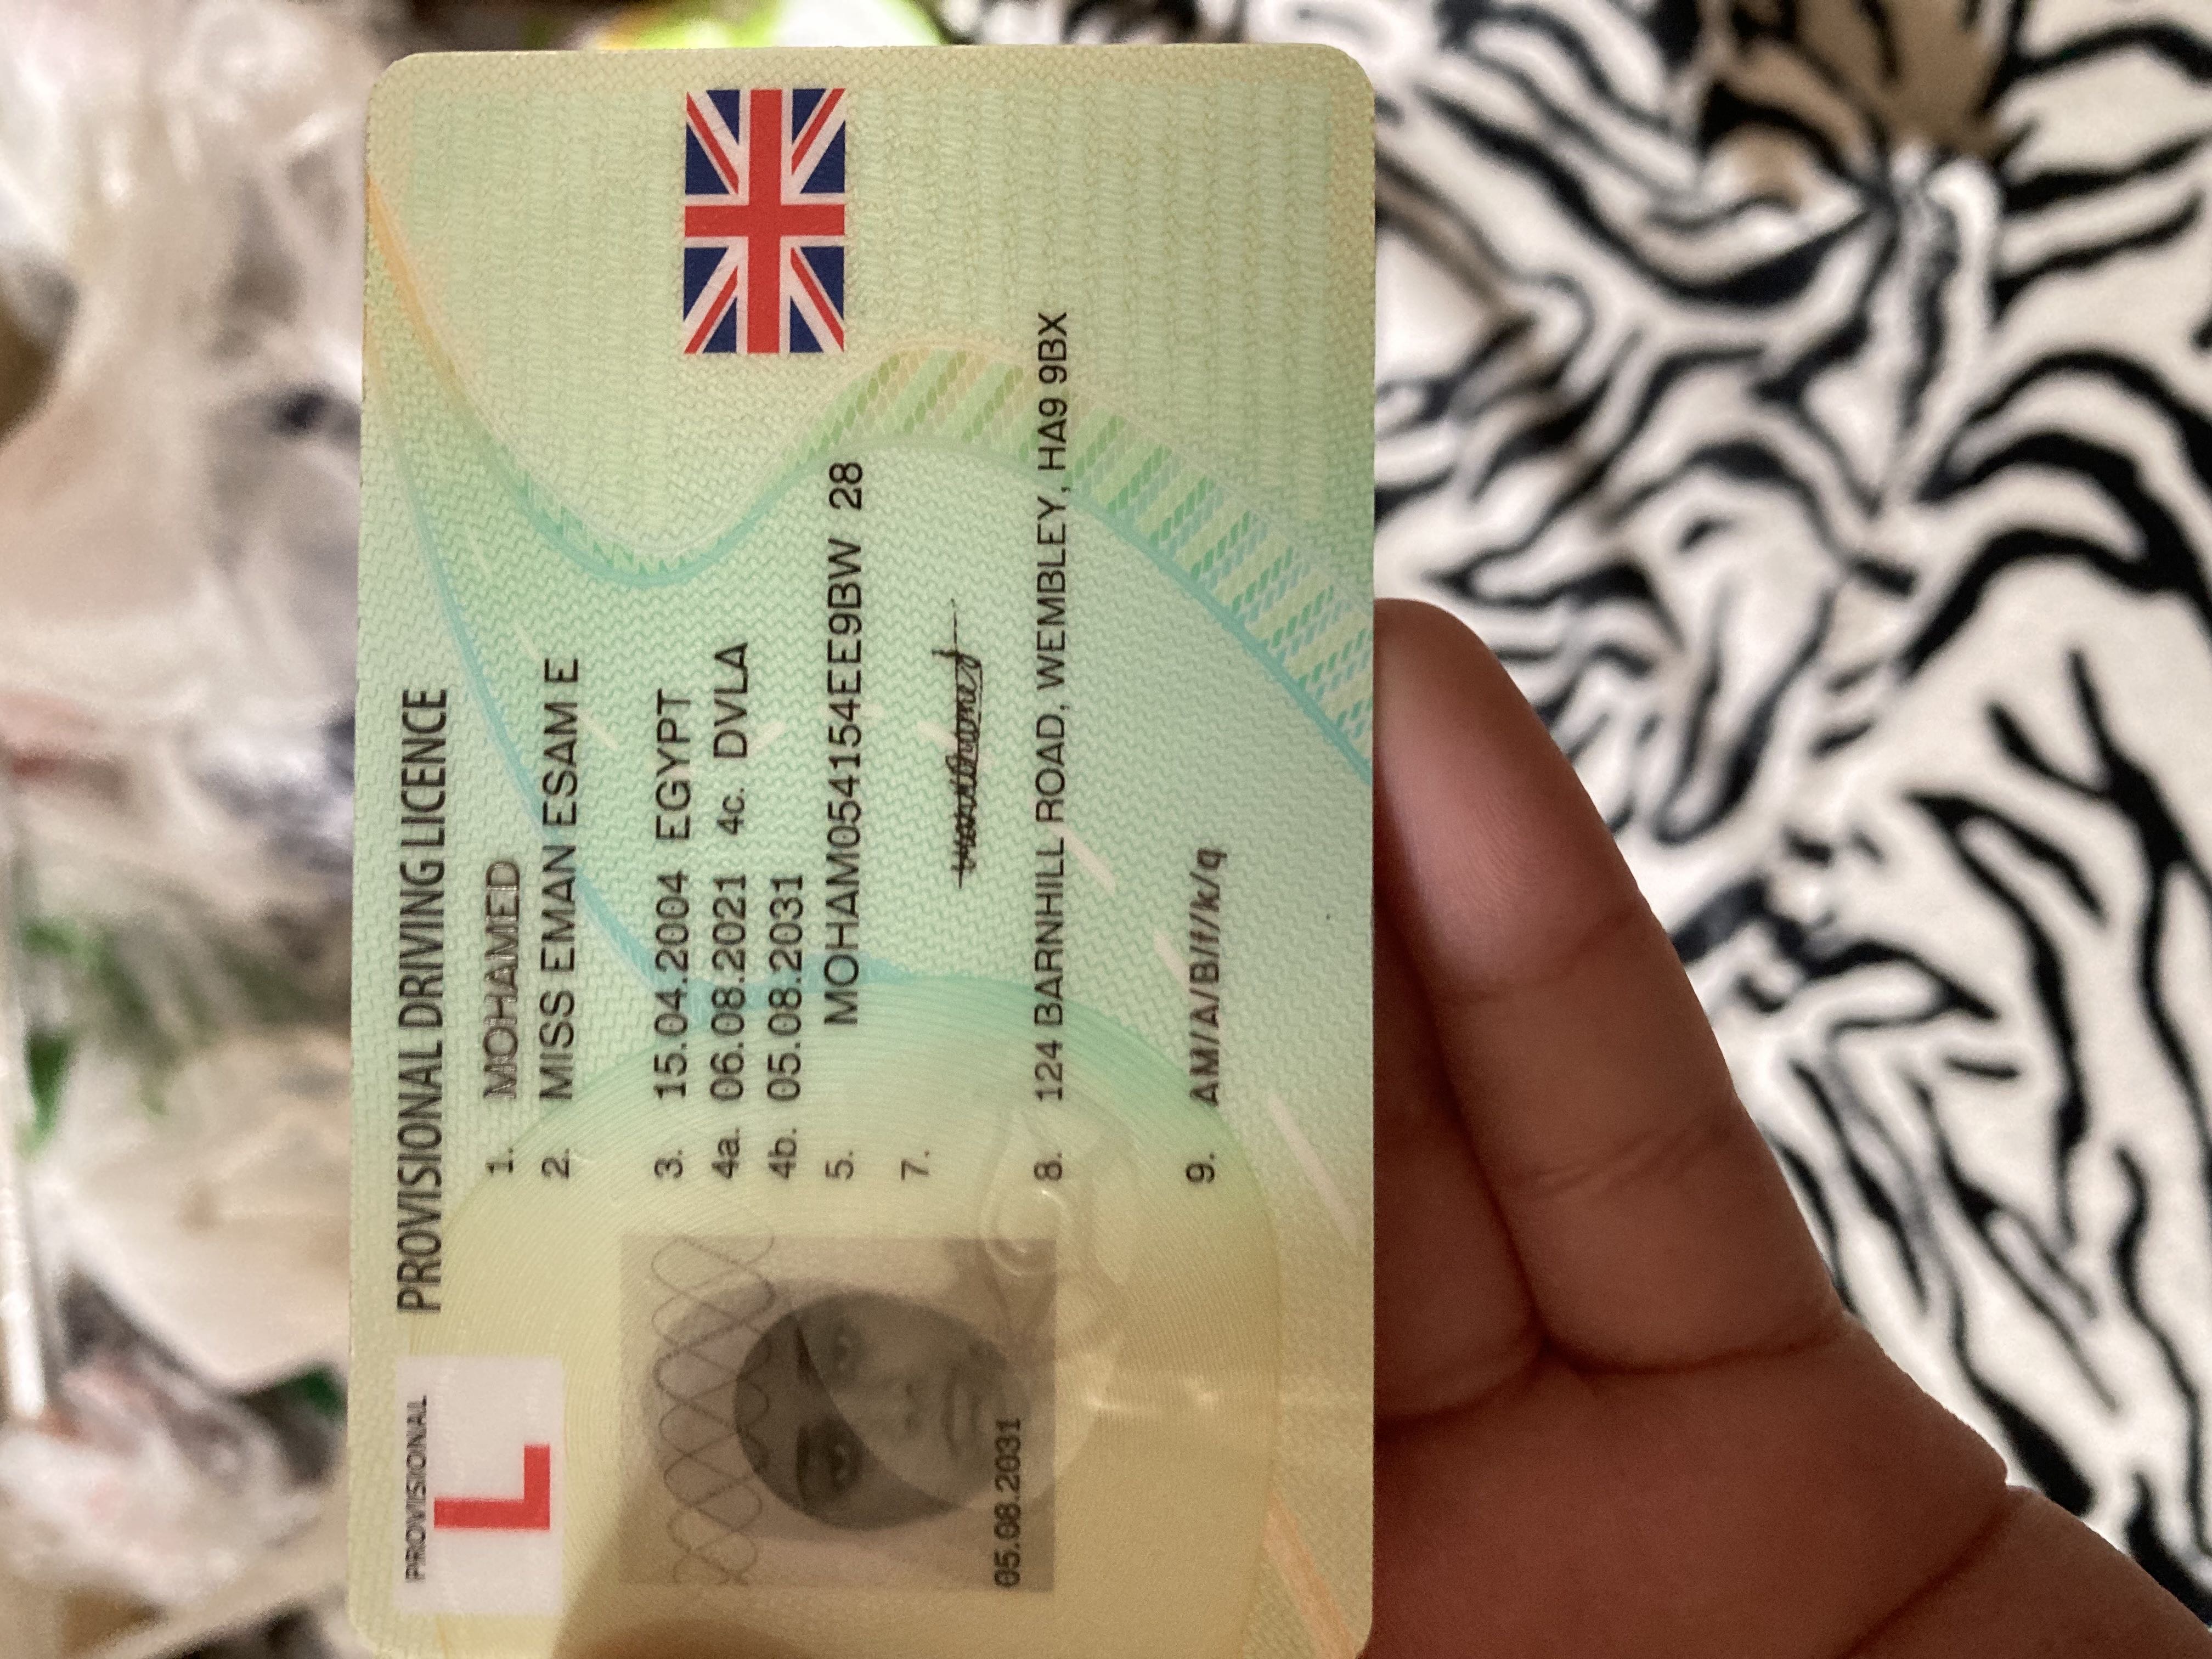 PROVISIONAL
L
PROVISIONAL DRIVING LICENCE
1. MOHAMED
2. MISS EMAN ESAM E
3. 15.04.2004 EGYPT
4a. 06.08.2021 4c. DVLA
4b. 05.08.2031
5. MOHAM054154EE9BW 28
7.
05.08.2031
8. 124 BARNHILL ROAD, WEMBLEY, HA9 9BX
9. AM/A/B/f/k/q